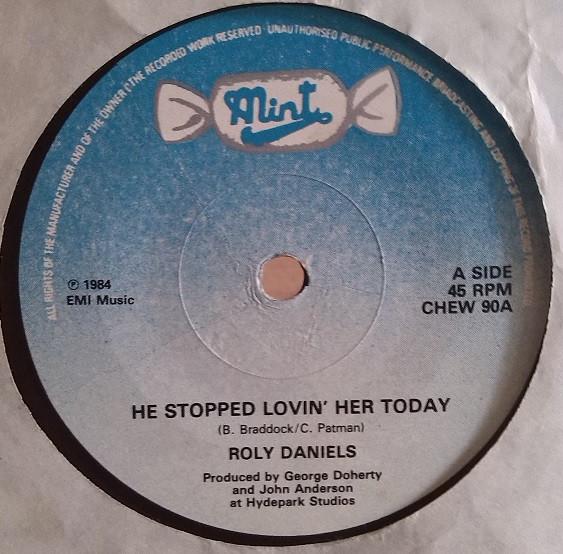 ALL RIGHTS OF THE MANUFACTURER AND OF THE OWNER OF THE RECORDED WORK RESERVED · UNAUTHORISED PUBLIC PERFORMANCE BROADCASTING AND COPYING OF THIS RECORD
Mint
℗ 1984
EMI Music
A SIDE
45 RPM
CHEW 90A
HE STOPPED LOVIN' HER TODAY
(B. Braddock/C. Patman)
ROLY DANIELS
Produced by George Doherty
and John Anderson
at Hydepark Studios